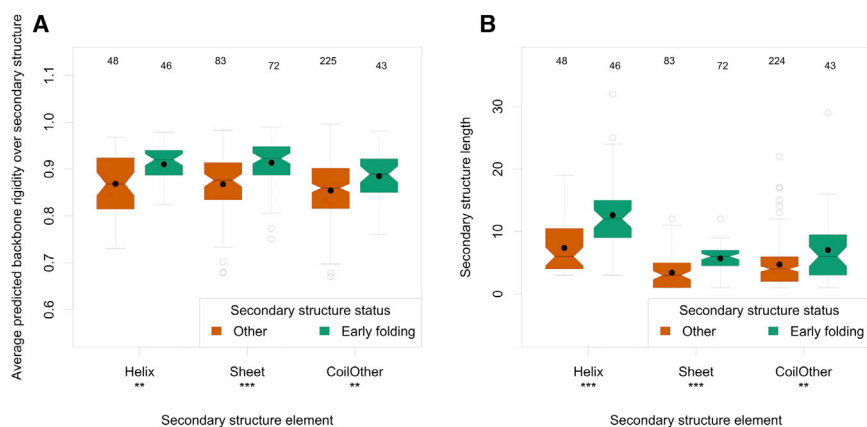 A
Average predicted backbone rigidity over secondary structure
1.1
1.0
0.9
0.8
0.7
0.6
48 46 83 72 225 43
Secondary structure status
Other Early folding
Helix Sheet CoilOther
** *** **
Secondary structure element
B
Secondary structure length
30
20
10
0
48 46 83 72 224 43
Secondary structure status
Other Early folding
Helix Sheet CoilOther
*** *** **
Secondary structure element